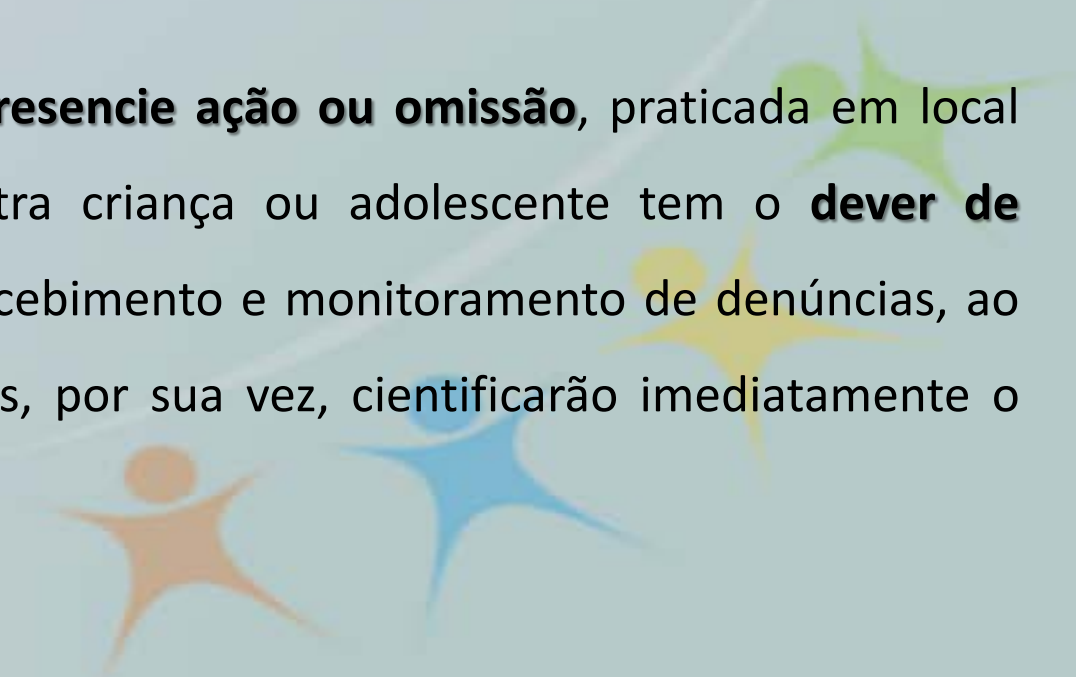 resencie ação ou omissão, praticada em local
tra criança ou adolescente tem o dever de
cebimento e monitoramento de denúncias, ao
s, por sua vez, cientificarão imediatamente o